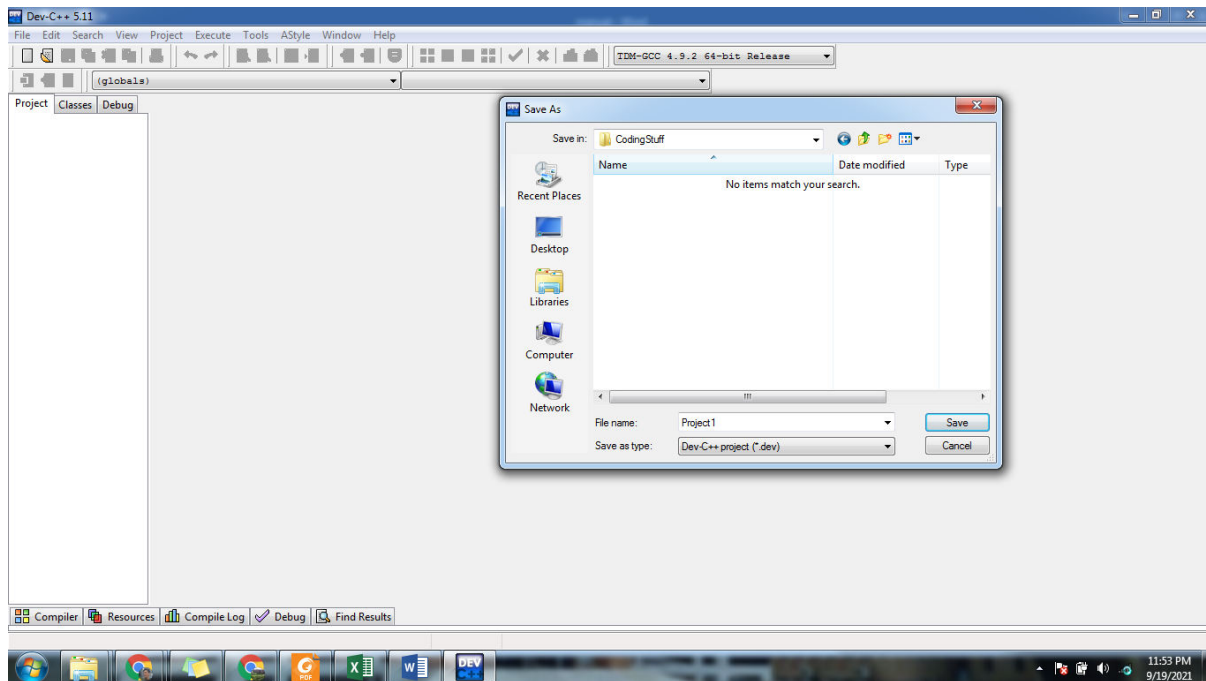 Dev-C++ 5.11
File Edit Search View Project Execute Tools AStyle Window Help
TDM-GCC 4.9.2 64-bit Release
(globals)
Project Classes Debug
Save As
Save in: CodingStuff
Name Date modified Type
No items match your search.
Recent Places
Desktop
Libraries
Computer
Network
File name: Project1 Save
Save as type: Dev-C++ project (*.dev) Cancel
Compiler Resources Compile Log Debug Find Results
PDF
DEV
C++
11:53 PM
9/19/2021